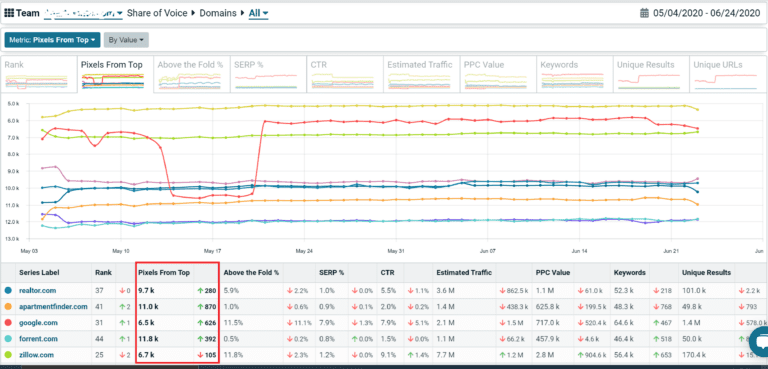 Team Share of Voice Domains All 05/04/2020 - 06/24/2020
Metric: Pixels From Top By Value
Rank Pixels From Top Above the Fold % SERP % CTR Estimated Traffic PPC Value Keywords Unique Results Unique URLs
5.0 k
6.0 k
7.0 k
8.0 k
9.0 k
10.0 k
11.0 k
12.0 k
13.0 k
May 03 May 10 May 17 May 24 May 31 Jun 07 Jun 14 Jun 21 Jun
Series Label Rank Pixels From Top Above the Fold % SERP % CTR Estimated Traffic PPC Value Keywords Unique Results
realtor.com 37 0 9.7 k 280 5.9% 2.2% 1.0% 0.0% 5.5% 1.1% 3.6 M 862.5 k 1.1 M 61.0 k 52.3 k 218 101.0 k 2.2 k
apartmentfinder.com 41 2 11.0 k 870 1.0% 0.6% 0.9% 0.1% 2.0% 0.2% 1.4 M 438.3 k 625.8 k 199.5 k 48.3 k 768 49.8 k 793
google.com 31 1 6.5 k 626 11.5% 11.1% 7.9% 1.3% 7.9% 5.1% 2.1 M 1.5 M 717.0 k 520.4 k 64.6 k 467 1.4 M 578.0
forrent.com 44 1 11.8 k 392 0.5% 0.2% 0.8% 0.0% 1.5% 0.0% 1.1 M 66.2 k 457.9 k 4.6 k 46.4 k 518 50.0 k
zillow.com 25 2 6.7 k 105 11.8% 2.3% 1.2% 0.0% 9.1% 1.4% 7.7 M 1.2 M 2.8 M 904.6 k 56.4 k 653 170.4 k